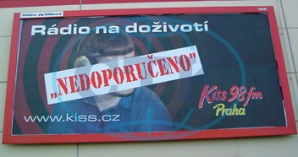 Rádio na doživotí
„NEDOPORUČENO”
www.kiss.cz
Kiss 98 fm
Praha